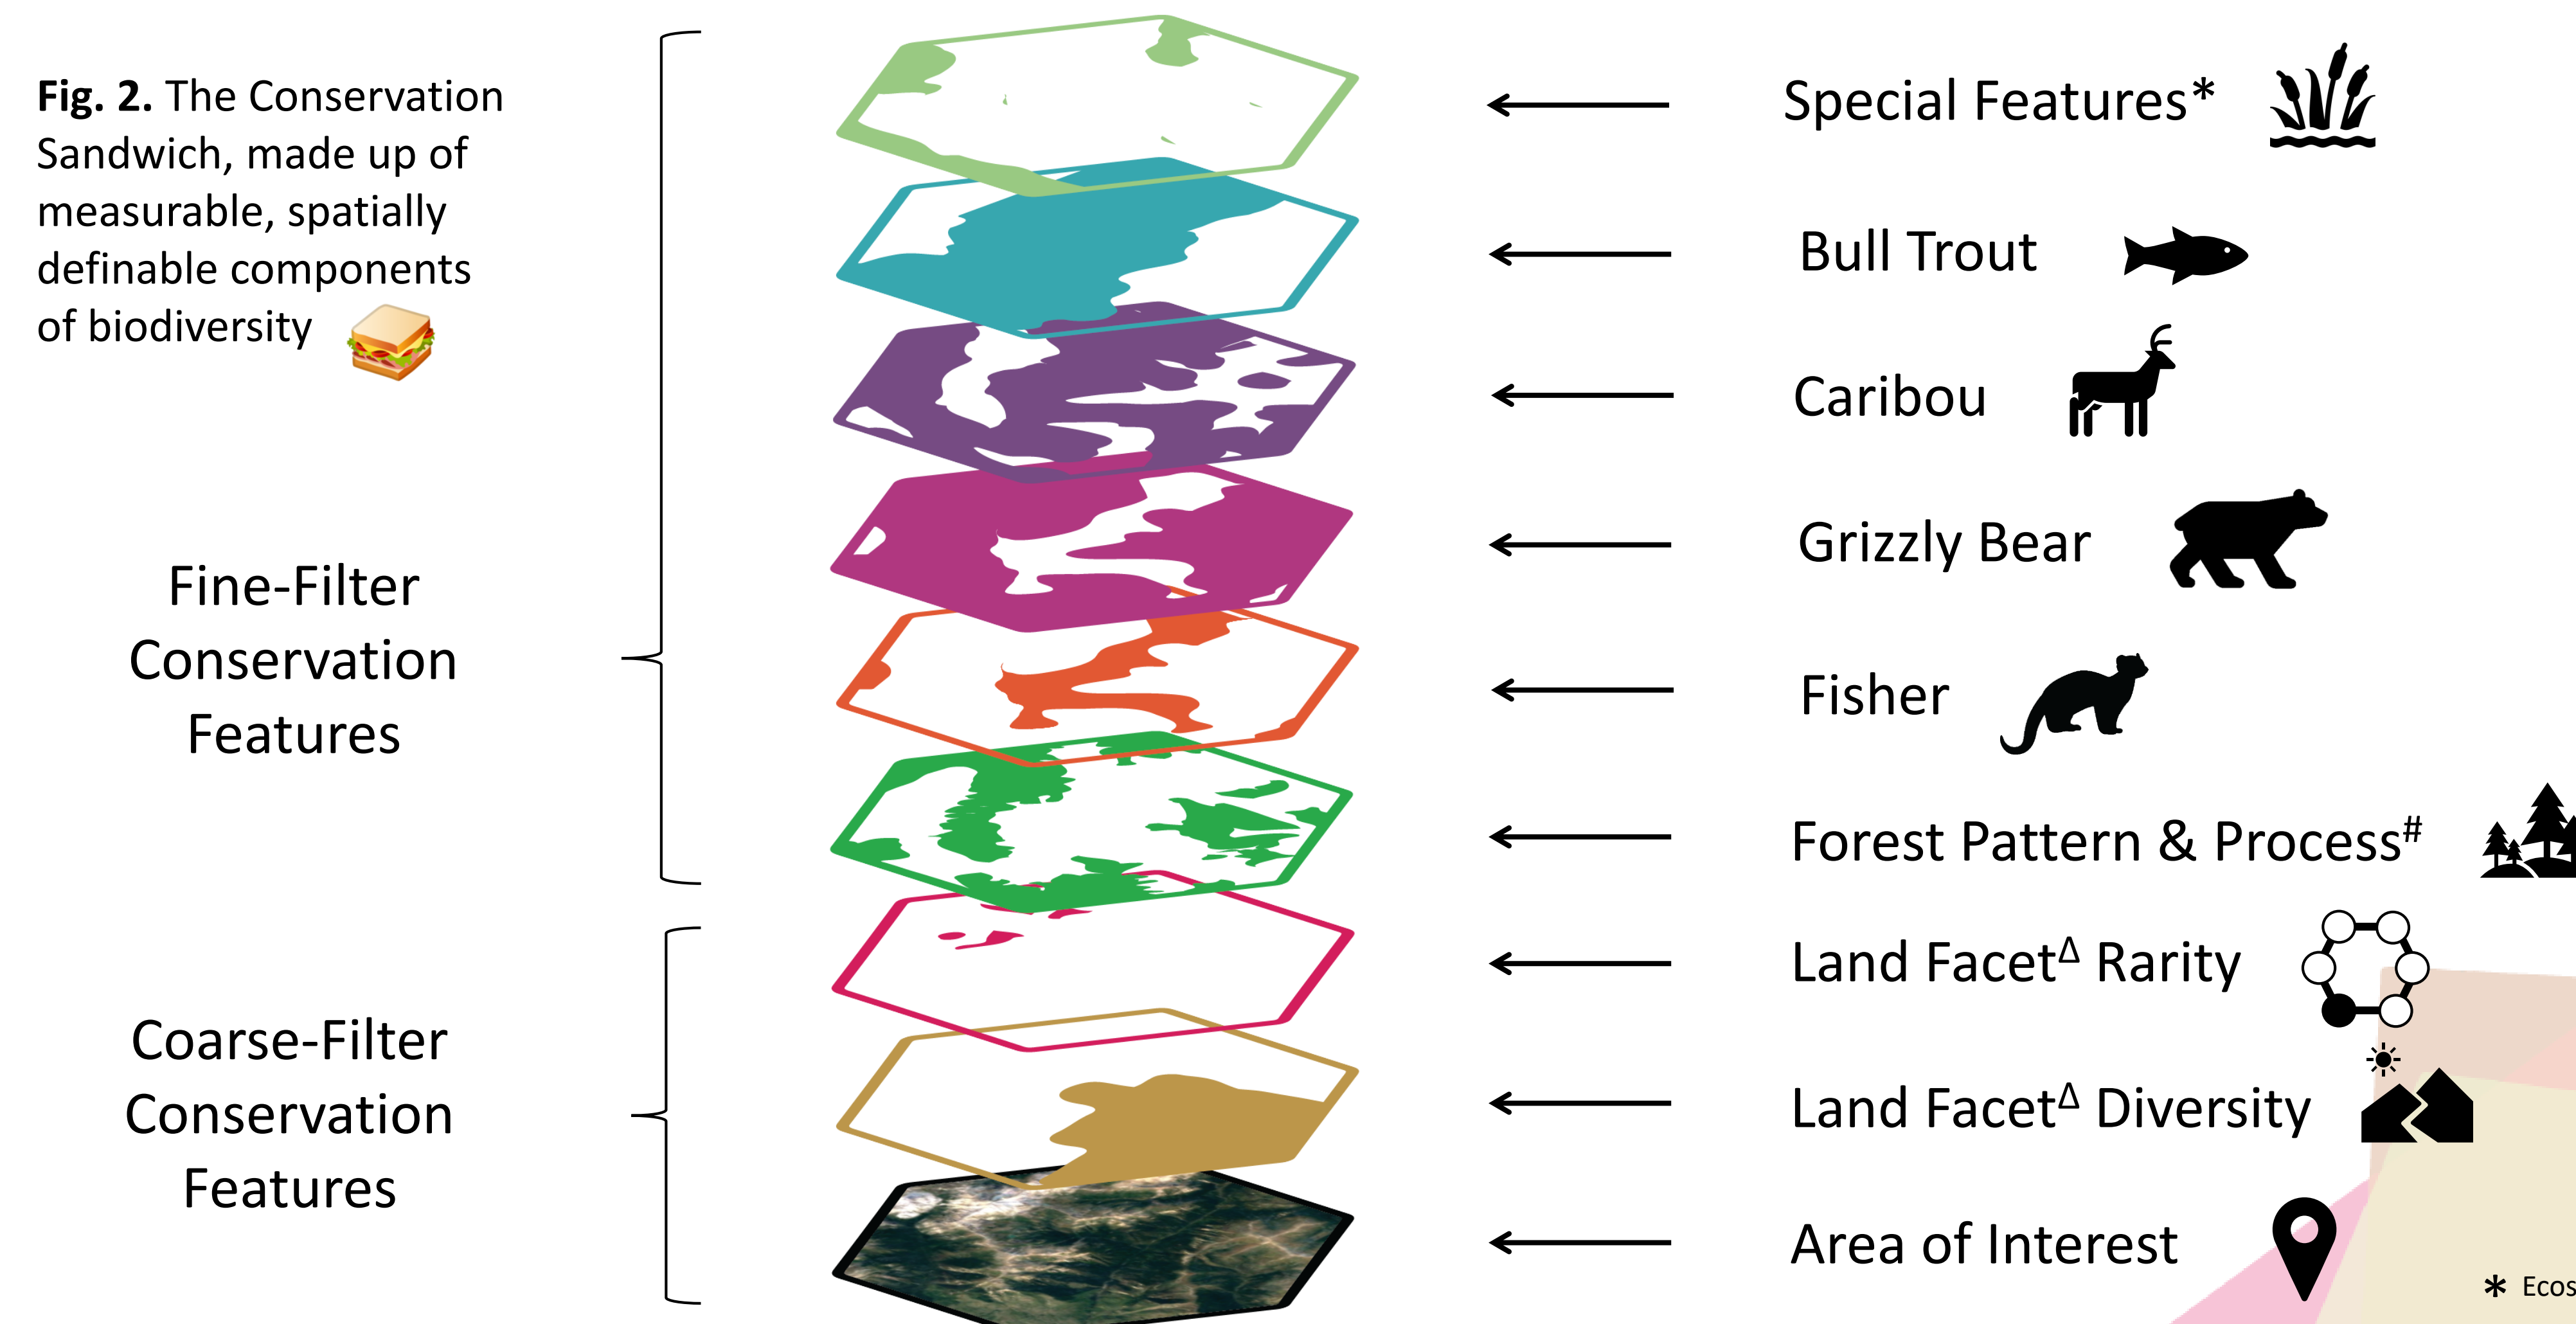 Fig. 2. The Conservation
Sandwich, made up of
measurable, spatially
definable components
of biodiversity
Fine-Filter
Conservation
Features
Coarse-Filter
Conservation
Features
Special Features*
Bull Trout
Caribou
Grizzly Bear
Fisher
Forest Pattern & Process#
Land FacetΔ Rarity
Land FacetΔ Diversity
Area of Interest
*